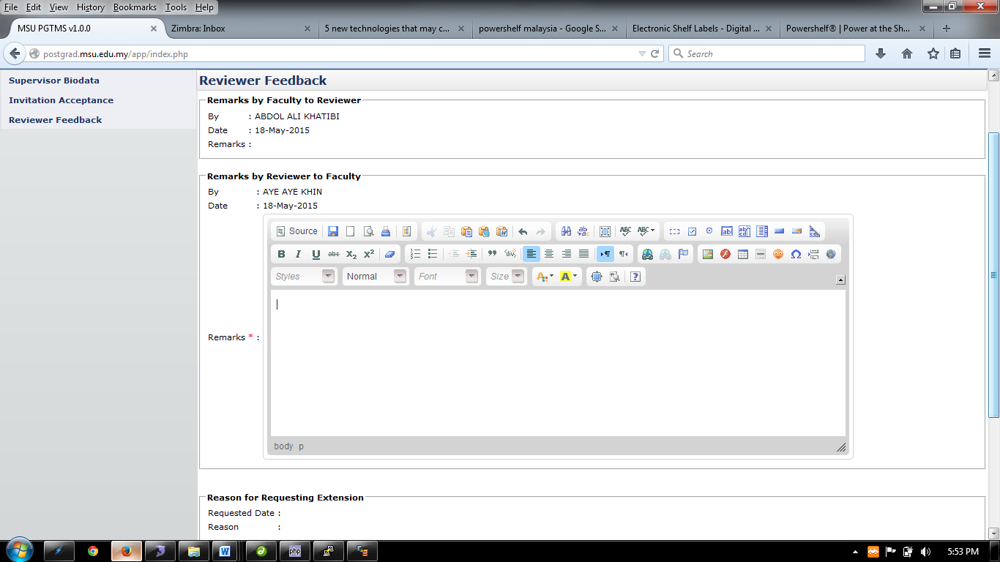 File Edit View History Bookmarks Tools Help
MSU PGTMS v1.0.0
Zimbra: Inbox
5 new technologies that may c...
powershelf malaysia - Google S...
Electronic Shelf Labels - Digital ...
Powershelf® | Power at the Sh...
postgrad.msu.edu.my/app/index.php
Search
Supervisor Biodata
Invitation Acceptance
Reviewer Feedback
Reviewer Feedback
Remarks by Faculty to Reviewer
By : ABDOL ALI KHATIBI
Date : 18-May-2015
Remarks :
Remarks by Reviewer to Faculty
By : AYE AYE KHIN
Date : 18-May-2015
Source
B I U abc X₂ X²
Styles Normal Font Size
Remarks * :
body p
Reason for Requesting Extension
Requested Date :
Reason :
php
5:53 PM